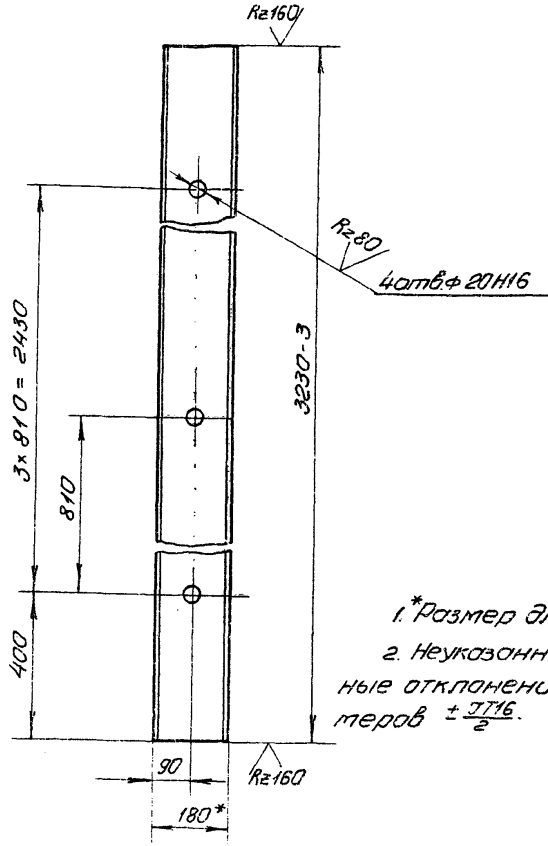 Rz160
Rz80
4отв.ф 20H16
3×810 = 2430
3230-3
810
400
1.*Размер
2. Неуказанн
ные отклонени
меров ± JT16/2.
90
Rz160
180*